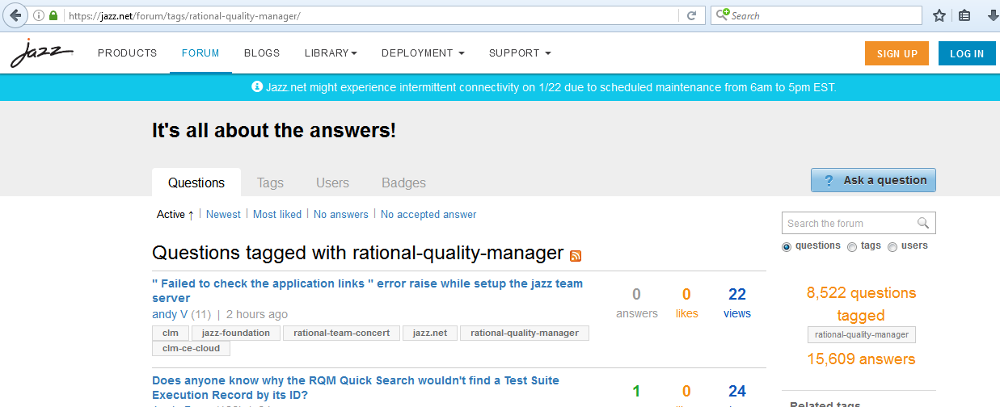 https://jazz.net/forum/tags/rational-quality-manager/
Search
jazz
PRODUCTS FORUM BLOGS LIBRARY DEPLOYMENT SUPPORT SIGN UP LOG IN
Jazz.net might experience intermittent connectivity on 1/22 due to scheduled maintenance from 6am to 5pm EST.
It's all about the answers!
Questions Tags Users Badges
? Ask a question
Active ↑ | Newest | Most liked | No answers | No accepted answer
Search the forum
questions tags users
Questions tagged with rational-quality-manager
" Failed to check the application links " error raise while setup the jazz team
server
andy V (11) | 2 hours ago
0 0 22
answers likes views
clm jazz-foundation rational-team-concert jazz.net rational-quality-manager
clm-ce-cloud
8,522 questions
tagged
rational-quality-manager
15,609 answers
Does anyone know why the RQM Quick Search wouldn't find a Test Suite
Execution Record by its ID?
1 0 24
Related tags